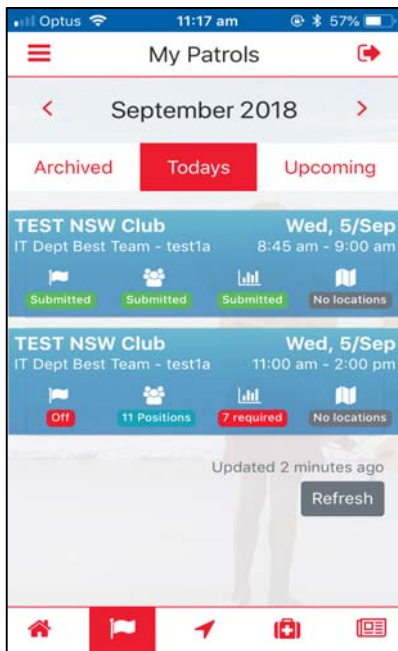 Optus 11:17 am 57%
My Patrols
September 2018
Archived Todays Upcoming
TEST NSW Club Wed, 5/Sep
IT Dept Best Team - test1a 8:45 am - 9:00 am
Submitted Submitted Submitted No locations
TEST NSW Club Wed, 5/Sep
IT Dept Best Team - test1a 11:00 am - 2:00 pm
Off 11 Positions 7 required No locations
Updated 2 minutes ago
Refresh